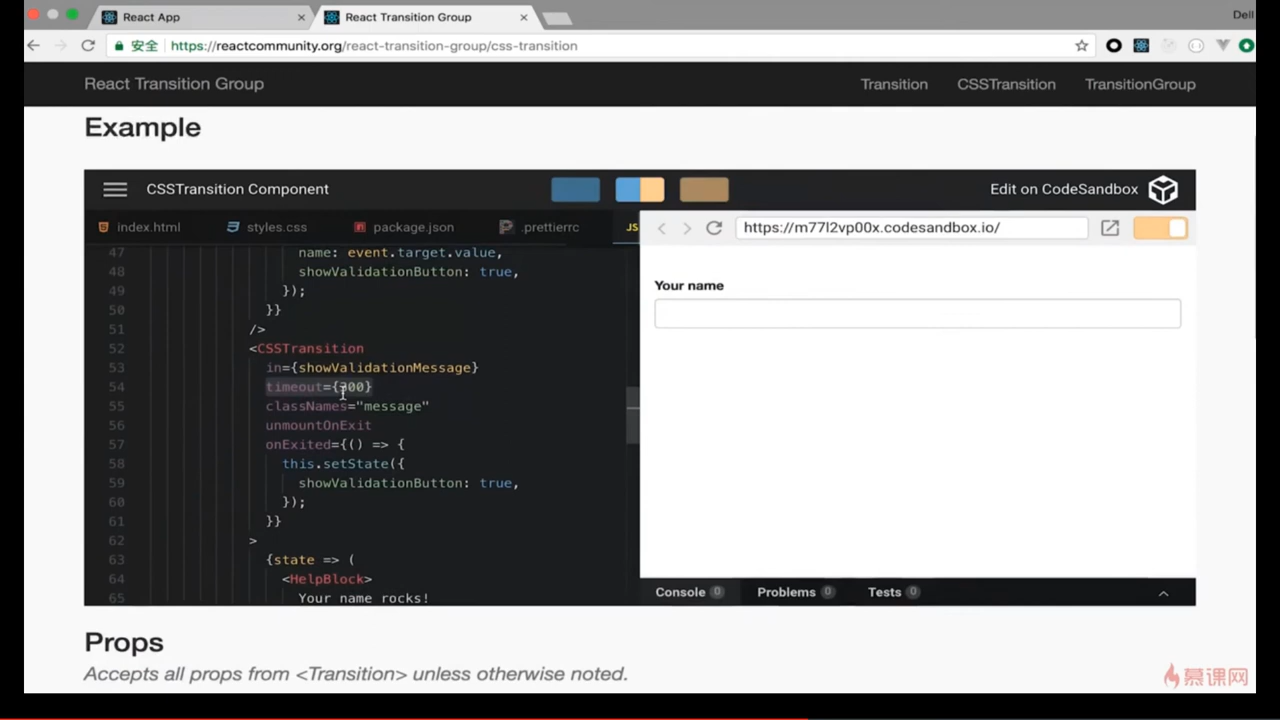 React App
React Transition Group
Dell
安全
https://reactcommunity.org/react-transition-group/css-transition
React Transition Group
Transition
CSSTransition
TransitionGroup
Example
CSSTransition Component
Edit on CodeSandbox
index.html
styles.css
package.json
.prettierrc
JS
https://m77l2vp00x.codesandbox.io/
47 name: event.target.value,
48 showValidationButton: true,
49 });
50 }}
51 />
52 <CSSTransition
53 in={showValidationMessage}
54 timeout={300}
55 classNames="message"
56 unmountOnExit
57 onExited={() => {
58 this.setState({
59 showValidationButton: true,
60 });
61 }}
62 >
63 {state => (
64 <HelpBlock>
65 Your name rocks!
Your name
Console 0
Problems 0
Tests 0
Props
Accepts all props from <Transition> unless otherwise noted.
慕课网